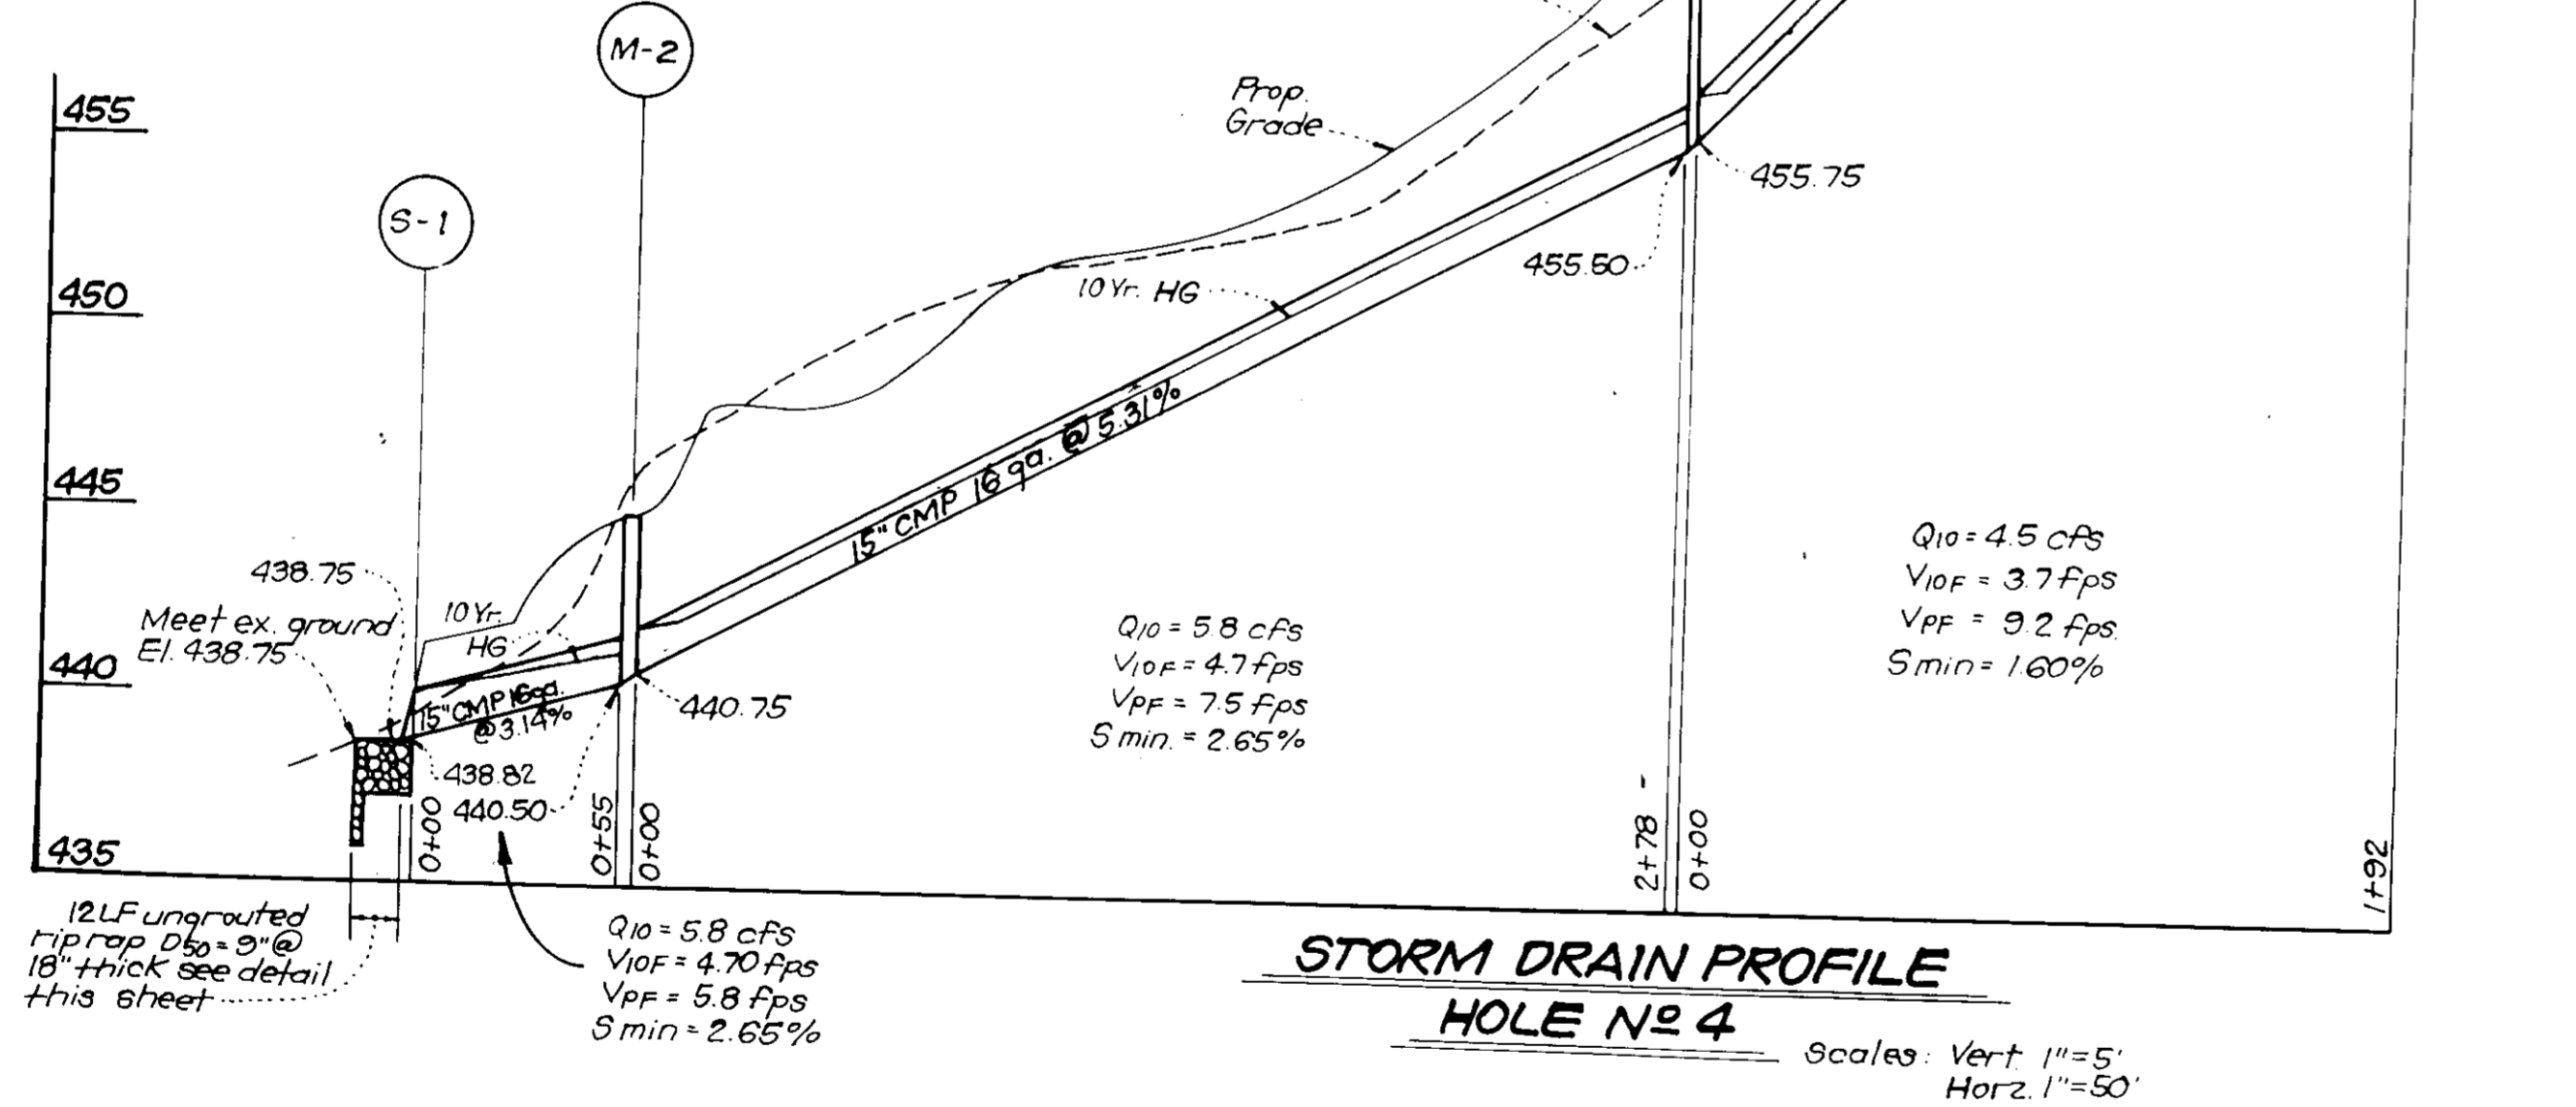 M-2
S-1
455
450
445
440
435
Prop.
Grade
455.75
455.50
10 Yr. HG
15" CMP 16 ga. @ 5.31%
438.75
Meet ex. ground
El. 438.75
10 Yr.
HG
15" CMP 16ga.
@ 3.14%
440.75
438.82
440.50
0+00
0+55
0+00
2+78
0+00
1+92
Q10 = 5.8 cfs
V10F = 4.7 fps
VPF = 7.5 fps
S min. = 2.65%
Q10 = 4.5 cfs
V10F = 3.7 fps
VPF = 9.2 fps.
S min = 1.60%
12 LF ungrouted
rip rap D50 = 9" @
18" thick see detail
this sheet
Q10 = 5.8 cfs
V10F = 4.70 fps
VPF = 5.8 fps
S min = 2.65%
STORM DRAIN PROFILE
HOLE Nº 4
Scales: Vert. 1"=5'
Horz. 1"=50'